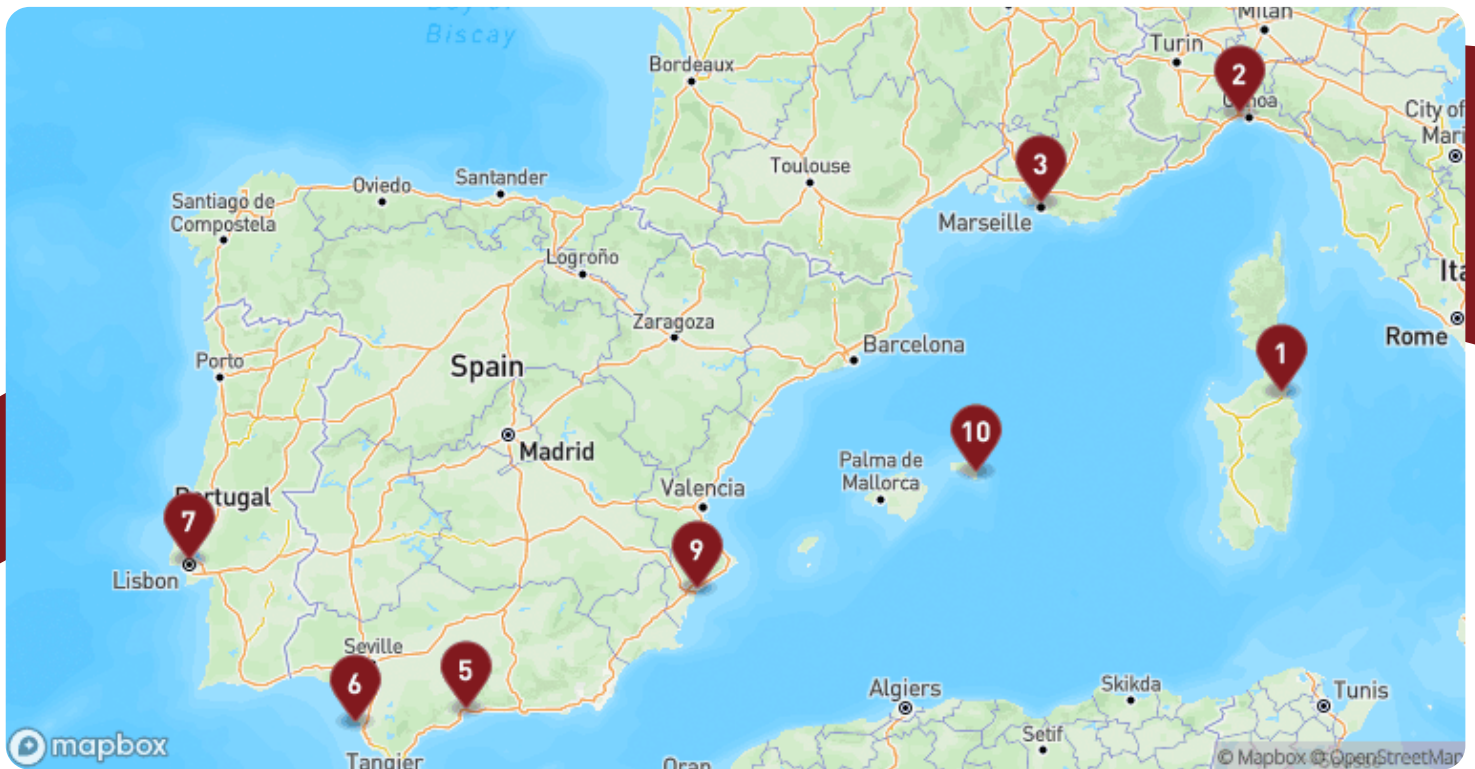 Biscay
Milan
Turin
2
Bordeaux
City of
3
Toulouse
Santander
Oviedo
Santiago de
Compostela
Marseille
Logroño
Rome
Zaragoza
1
Barcelona
Porto
Spain
10
Madrid
Palma de
Mallorca
Valencia
Portugal
7
9
Lisbon
Seville
5
6
Algiers
Skikda
Tunis
Setif
mapbox
Tangier
Oran
© Mapbox © OpenStreetMap